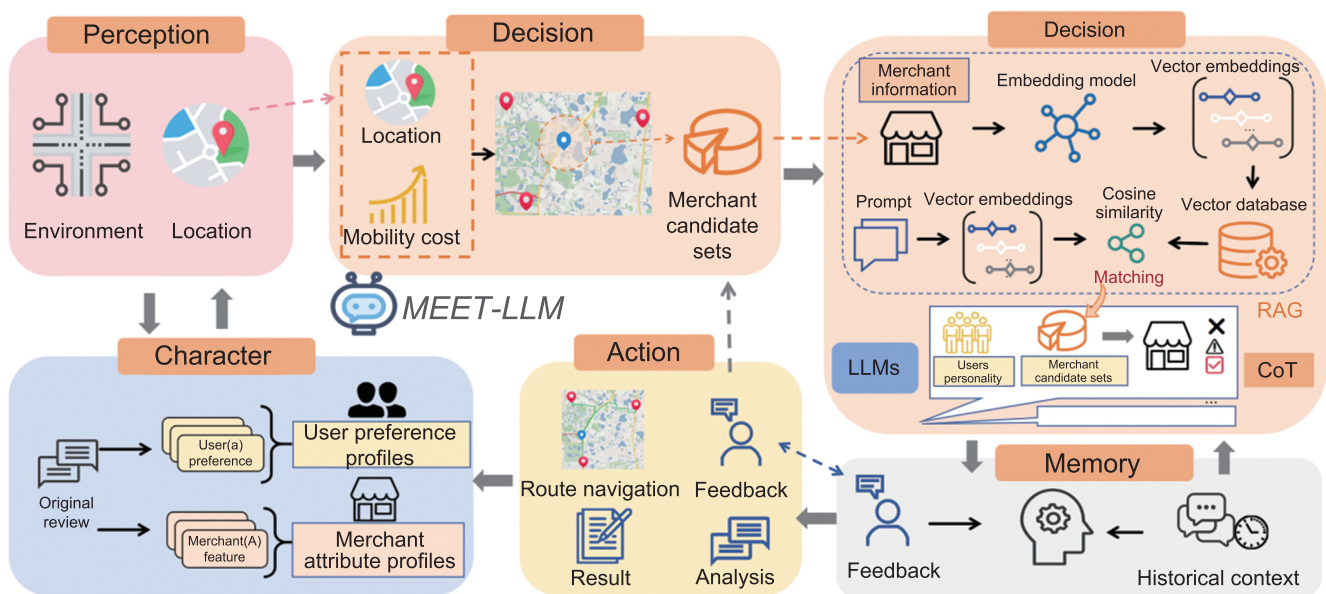 Perception
Environment
Location
Decision
Location
Mobility cost
Merchant
candidate
sets
Decision
Merchant
information
Embedding model
Vector embeddings
...
Prompt
Vector embeddings
...
Cosine
similarity
Vector database
Matching
RAG
LLMs
Users
personality
Merchant
candidate sets
CoT
...
MEET-LLM
Character
Original
review
User(a)
preference
User preference
profiles
Merchant(A)
feature
Merchant
attribute profiles
Action
Route navigation
Feedback
Result
Analysis
Memory
Feedback
Historical context